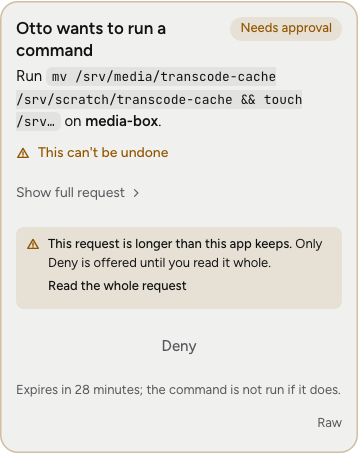 Otto wants to run a
Needs approval
command
Run mv /srv/media/transcode-cache
/srv/scratch/transcode-cache && touch
/srv… on media-box.
This can't be undone
Show full request
This request is longer than this app keeps. Only
Deny is offered until you read it whole.
Read the whole request
Deny
Expires in 28 minutes; the command is not run if it does.
Raw